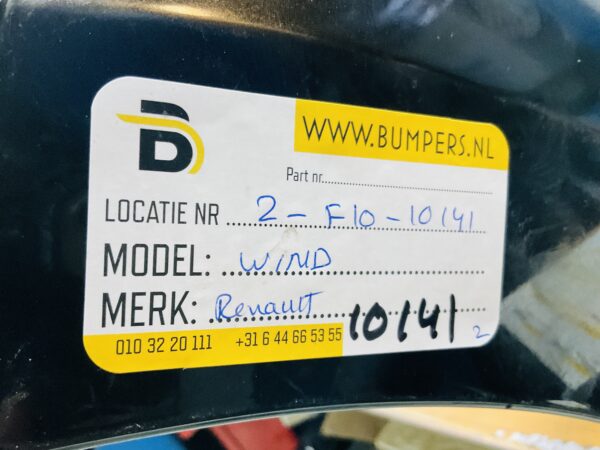 B
WWW.BUMPERS.NL
Part nr
LOCATIE NR 2-F10-10141
MODEL: WIND
MERK: Renault
10141 2
010 32 20 111 +31 6 44 66 53 55